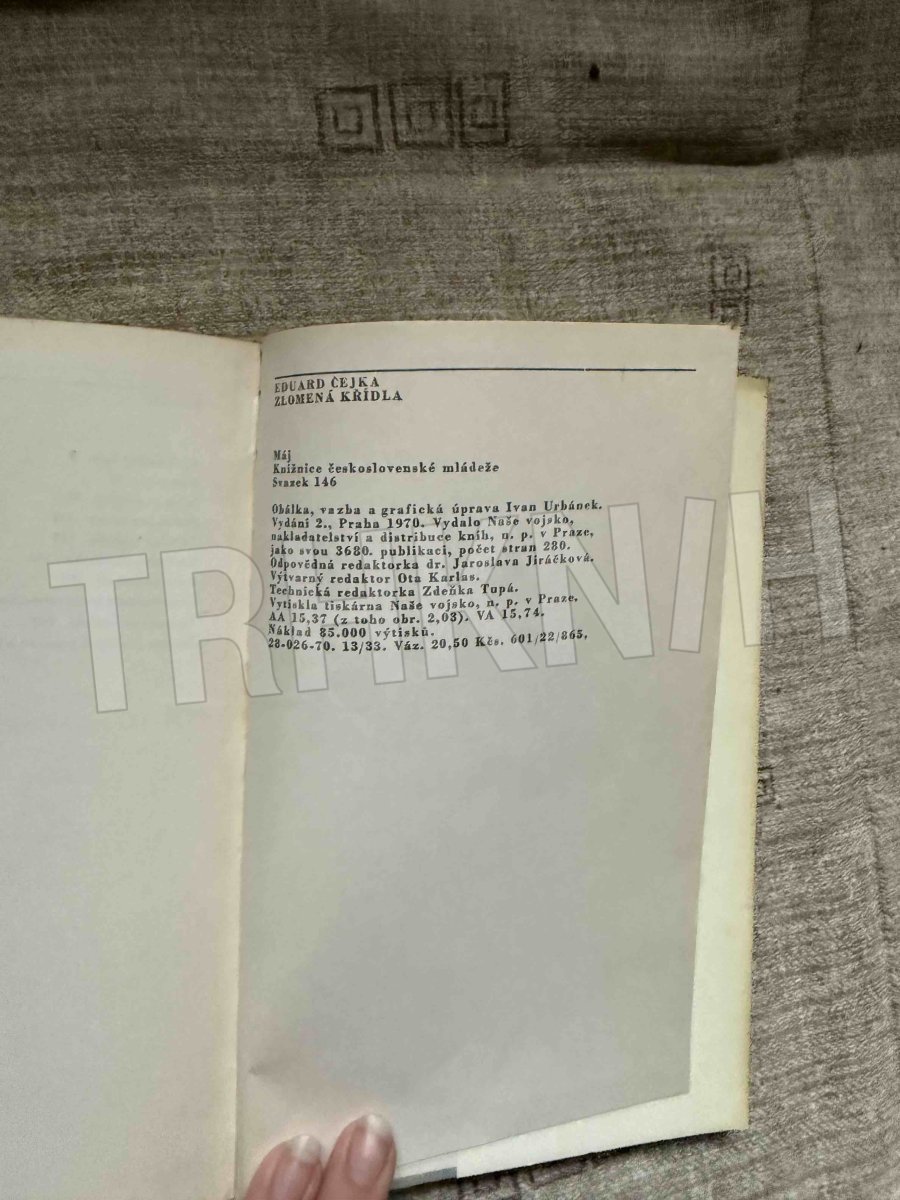 EDUARD ČEJKA
ZLOMENÁ KŘÍDLA
Máj
Knižnice československé mládeže
Svazek 146
Obálka, vazba a grafická úprava Ivan Urbánek.
Vydání 2., Praha 1970. Vydalo Naše vojsko,
nakladatelství a distribuce knih, n. p. v Praze,
jako svou 3680. publikaci, počet stran 280.
Odpovědná redaktorka dr. Jaroslava Jiráčková.
Výtvarný redaktor Ota Karlas.
Technická redaktorka Zdeňka Tupá.
Vytiskla tiskárna Naše vojsko, n. p. v Praze.
AA 15,37 (z toho obr. 2,03). VA 15,74.
Náklad 85.000 výtisků.
28-026-70. 13/33. Váz. 20,50 Kčs. 601/22/865.
TRHKNIH